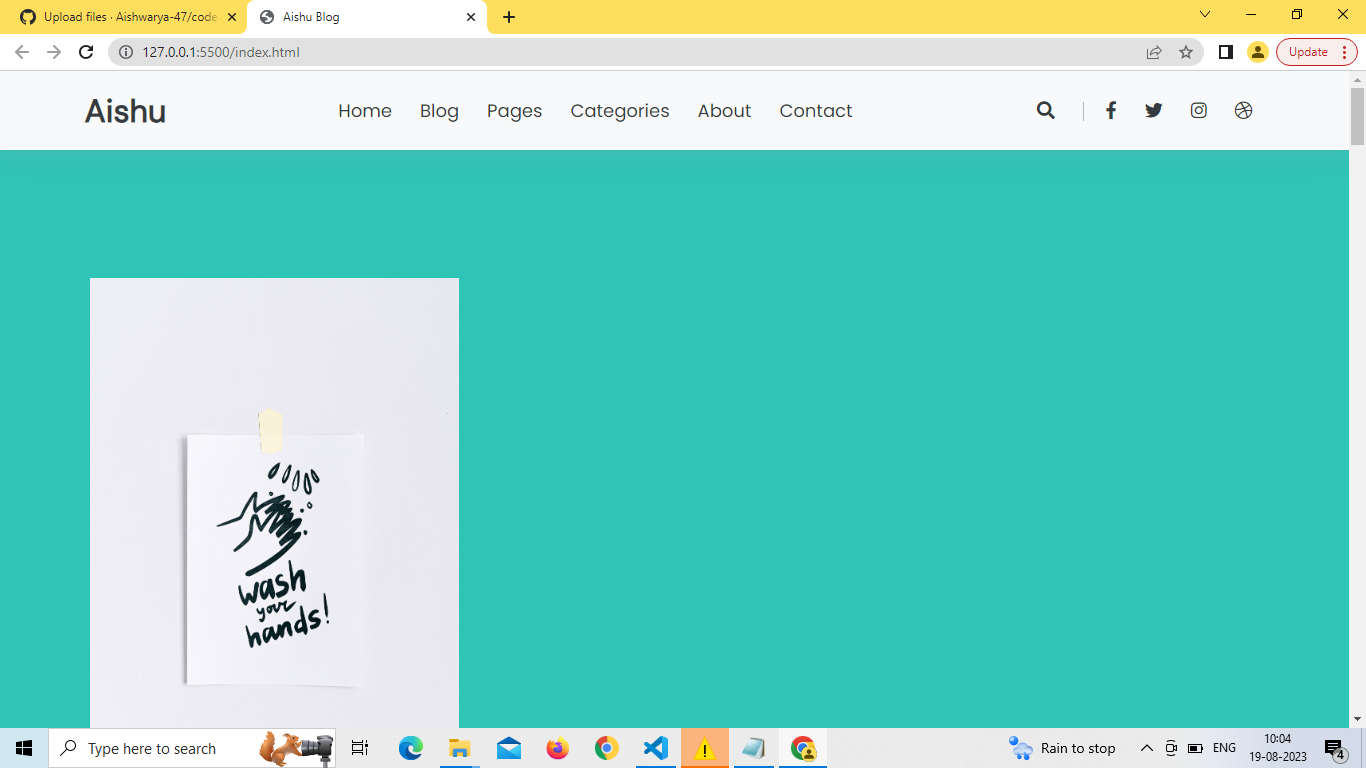 Upload files · Aishwarya-47/code
Aishu Blog
127.0.0.1:5500/index.html
Update
Aishu
Home Blog Pages Categories About Contact
wash
your
hands!
Type here to search
Rain to stop
ENG
10:04
19-08-2023
4